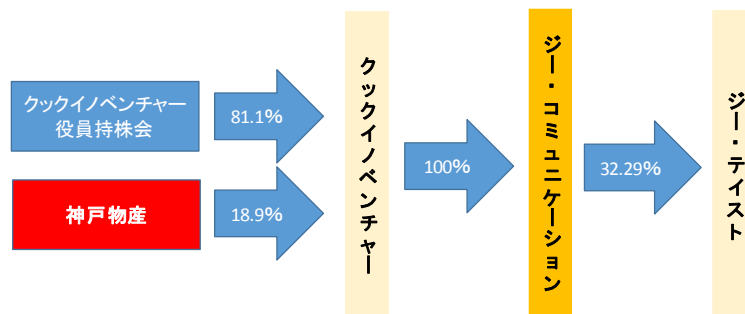 クックイノベンチャー
役員持株会
81.1%
神戸物産
18.9%
クックイノベンチャー
100%
ジー・コミュニケーション
32.29%
ジー・テイスト